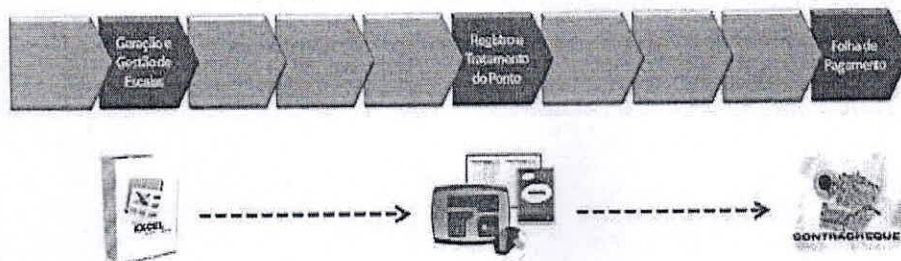 Geração e
Gestão de
Escalas
Registro e
Tratamento
do Ponto
Folha de
Pagamento
EXCEL
CONTRACHEQUE